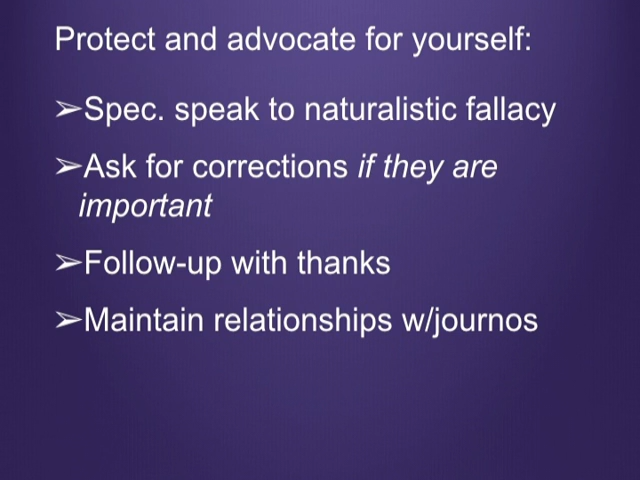 Protect and advocate for yourself:
➢Spec. speak to naturalistic fallacy
➢Ask for corrections if they are
important
➢Follow-up with thanks
➢Maintain relationships w/journos